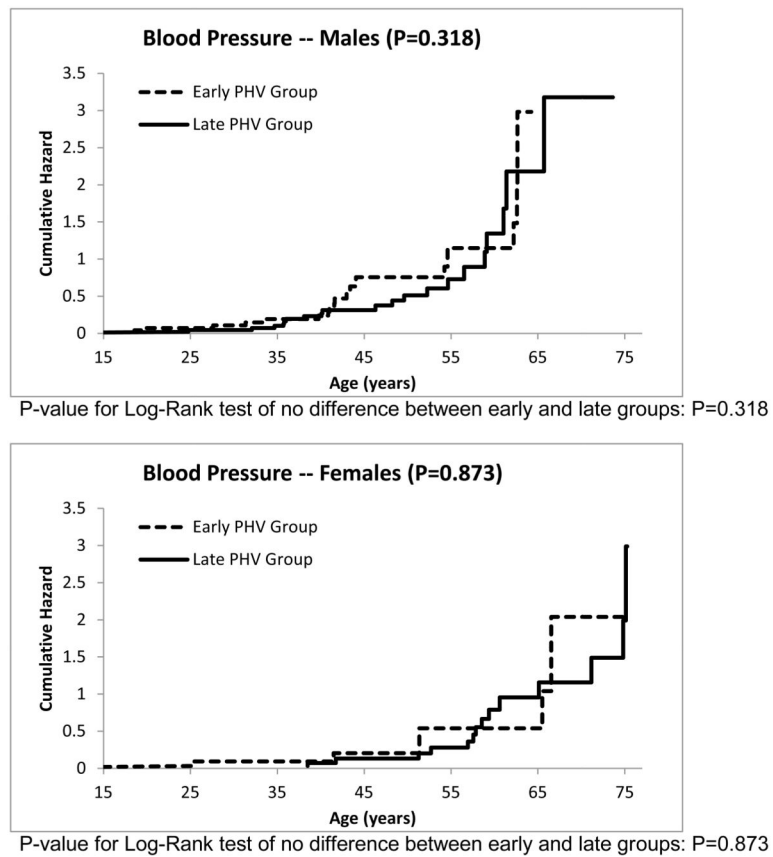 Blood Pressure -- Males (P=0.318)
3.5
3
2.5
2
1.5
1
0.5
0
Cumulative Hazard
Early PHV Group
Late PHV Group
15 25 35 45 55 65 75
Age (years)
P-value for Log-Rank test of no difference between early and late groups: P=0.318
Blood Pressure -- Females (P=0.873)
3.5
3
2.5
2
1.5
1
0.5
0
Cumulative Hazard
Early PHV Group
Late PHV Group
15 25 35 45 55 65 75
Age (years)
P-value for Log-Rank test of no difference between early and late groups: P=0.873